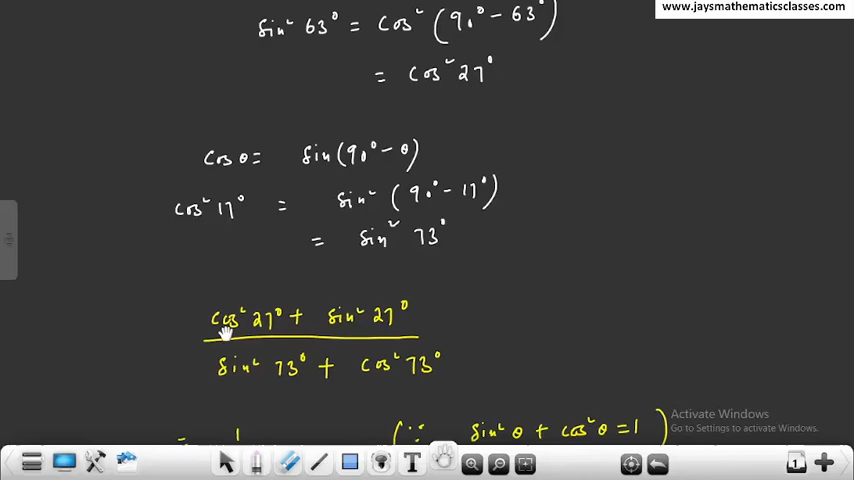 www.jaysmathematicsclasses.com
sin² 63° = cos² (90° - 63°)
= cos² 27°
cos θ = sin(90° - θ)
cos² 17° = sin² (90° - 17°)
= sin² 73°
cos² 27° + sin² 27°
sin² 73° + cos² 73°
= 1 (∵ sin² θ + cos² θ = 1)
Activate Windows
Go to Settings to activate Windows.
T
1